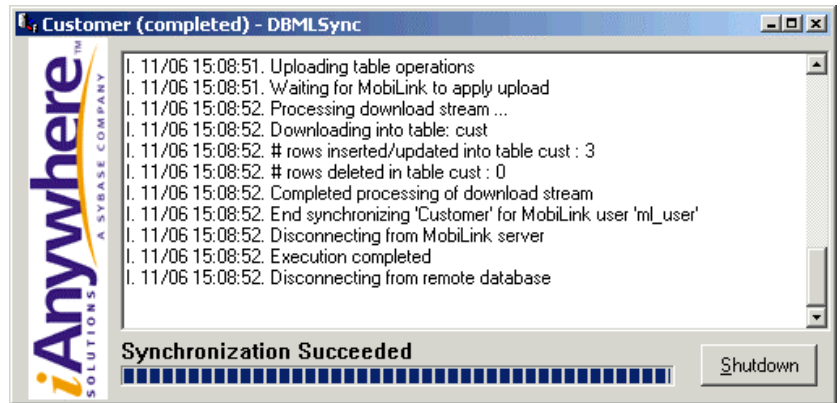 Customer (completed) - DBMLSync
I. 11/06 15:08:51. Uploading table operations
I. 11/06 15:08:51. Waiting for MobiLink to apply upload
I. 11/06 15:08:52. Processing download stream ...
I. 11/06 15:08:52. Downloading into table: cust
I. 11/06 15:08:52. # rows inserted/updated into table cust : 3
I. 11/06 15:08:52. # rows deleted in table cust : 0
I. 11/06 15:08:52. Completed processing of download stream
I. 11/06 15:08:52. End synchronizing 'Customer' for MobiLink user 'ml_user'
I. 11/06 15:08:52. Disconnecting from MobiLink server
I. 11/06 15:08:52. Execution completed
I. 11/06 15:08:52. Disconnecting from remote database
iAnywhere™
SOLUTIONS
A SYBASE COMPANY
Synchronization Succeeded
Shutdown